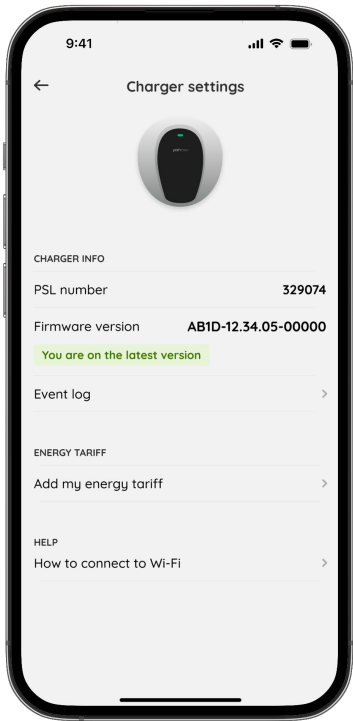 9:41
Charger settings
CHARGER INFO
PSL number 329074
Firmware version AB1D-12.34.05-00000
You are on the latest version
Event log
ENERGY TARIFF
Add my energy tariff
HELP
How to connect to Wi-Fi